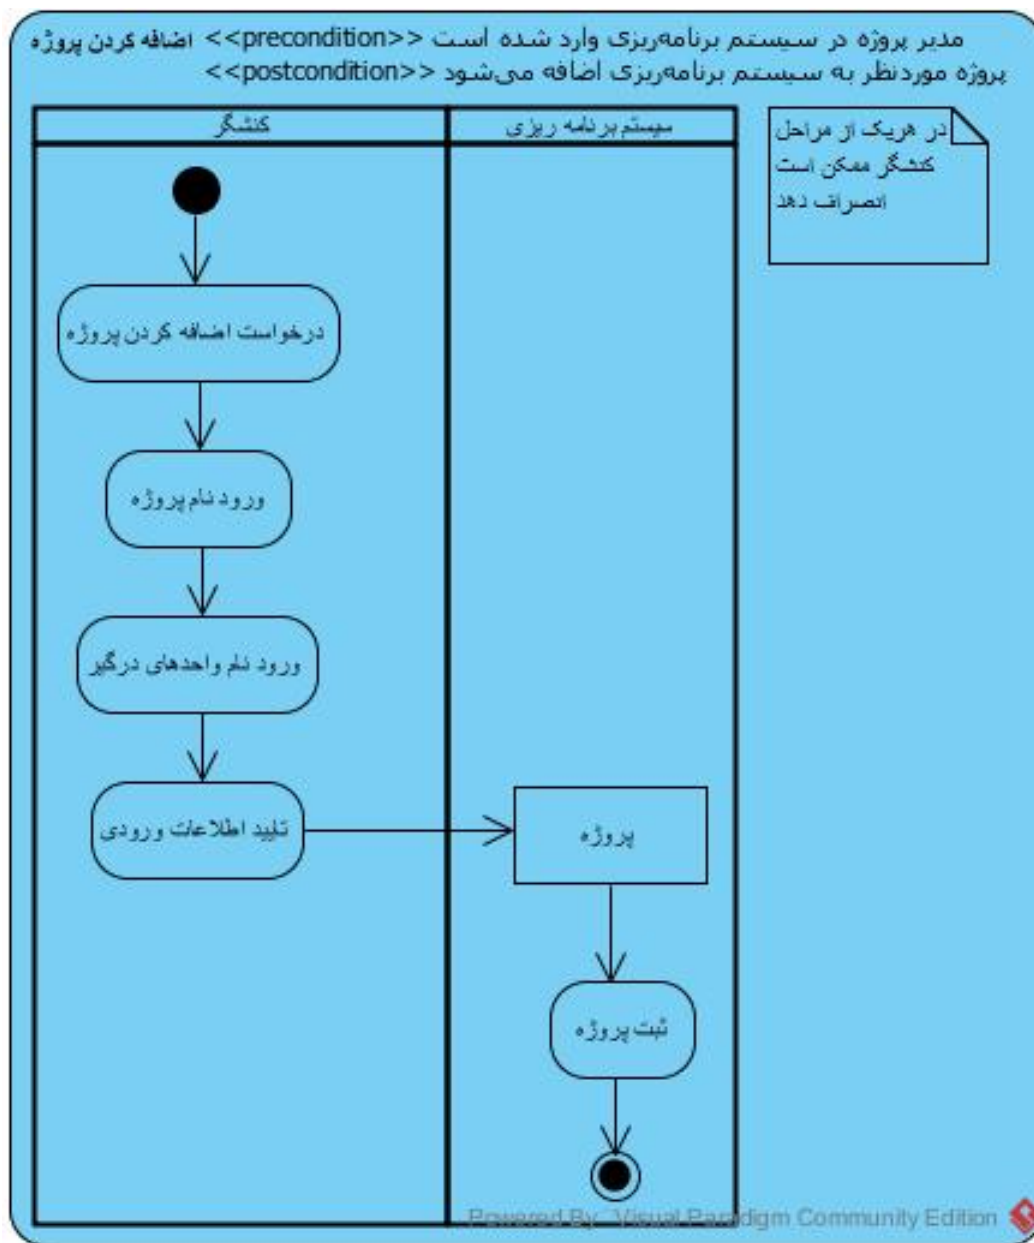 اضافه کردن پروژه <<precondition>> مدیر پروژه در سیستم برنامه‌ریزی وارد شده است
<<postcondition>> پروژه موردنظر به سیستم برنامه‌ریزی اضافه می‌شود
کنشگر
سیستم برنامه ریزی
در هریک از مراحل
کنشگر ممکن است
انصراف دهد
درخواست اضافه کردن پروژه
ورود نام پروژه
ورود نام واحدهای درگیر
تایید اطلاعات ورودی
پروژه
ثبت پروژه
Powered By Visual Paradigm Community Edition